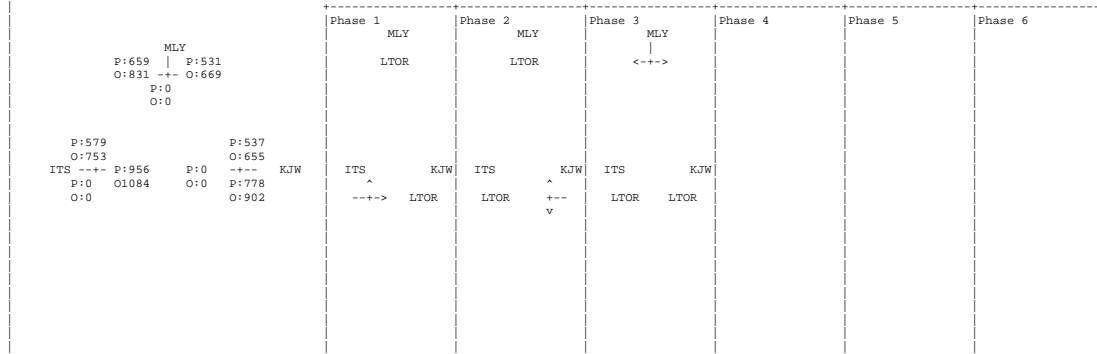 |Phase 1 |Phase 2 |Phase 3 |Phase 4 |Phase 5 |Phase 6
MLY MLY MLY
MLY |
P:659 | P:531 LTOR LTOR <-+->
O:831 -+- O:669
P:0
O:0
P:579 P:537
O:753 O:655
ITS --+- P:956 P:0 -+-- KJW ITS KJW ITS KJW ITS KJW
P:0 O1084 O:0 P:778 ^ ^
O:0 O:902 --+-> LTOR LTOR +-- LTOR LTOR
v